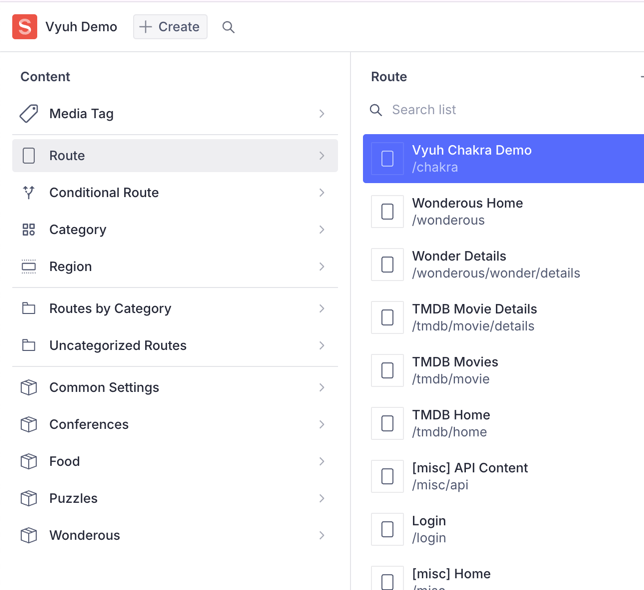 S
Vyuh Demo
Create
Content
Media Tag
Route
Conditional Route
Category
Region
Routes by Category
Uncategorized Routes
Common Settings
Conferences
Food
Puzzles
Wonderous
Route
Search list
Vyuh Chakra Demo
/chakra
Wonderous Home
/wonderous
Wonder Details
/wonderous/wonder/details
TMDB Movie Details
/tmdb/movie/details
TMDB Movies
/tmdb/movie
TMDB Home
/tmdb/home
[misc] API Content
/misc/api
Login
/login
[misc] Home